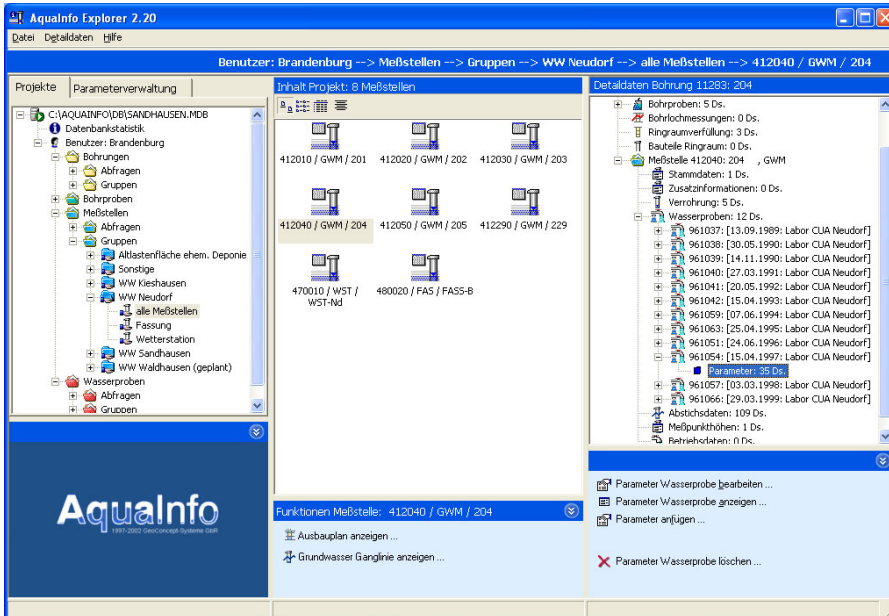 AquaInfo Explorer 2.20
Datei Detaildaten Hilfe
Benutzer: Brandenburg --> Meßstellen --> Gruppen --> WW Neudorf --> alle Meßstellen --> 412040 / GWM / 204
Projekte Parameterverwaltung
C:\AQUAINFO\DB\SANDHAUSEN.MDB
Datenbankstatistik
Benutzer: Brandenburg
Bohrungen
Abfragen
Gruppen
Bohrproben
Meßstellen
Abfragen
Gruppen
Altlastenfläche ehem. Deponie
Sonstige
WW Kieshausen
WW Neudorf
alle Meßstellen
Fassung
Wetterstation
WW Sandhausen
WW Waldhausen (geplant)
Wasserproben
Abfragen
Gruppen
AquaInfo
1997-2002 GeoConcept-Systeme GbR
Inhalt Projekt: 8 Meßstellen
412010 / GWM / 201
412020 / GWM / 202
412030 / GWM / 203
412040 / GWM / 204
412050 / GWM / 205
412290 / GWM / 229
470010 / WST /
WST-Nd
480020 / FAS / FASS-B
Funktionen Meßstelle: 412040 / GWM / 204
Ausbauplan anzeigen ...
Grundwasser Ganglinie anzeigen ...
Detaildaten Bohrung 11283: 204
Bohrproben: 5 Ds.
Bohrlochmessungen: 0 Ds.
Ringraumverfüllung: 3 Ds.
Bauteile Ringraum: 0 Ds.
Meßstelle 412040: 204 , GWM
Stammdaten: 1 Ds.
Zusatzinformationen: 0 Ds.
Verrohrung: 5 Ds.
Wasserproben: 12 Ds.
961037: [13.09.1989: Labor CUA Neudorf]
961038: [30.05.1990: Labor CUA Neudorf]
961039: [14.11.1990: Labor CUA Neudorf]
961040: [27.03.1991: Labor CUA Neudorf]
961041: [20.05.1992: Labor CUA Neudorf]
961042: [15.04.1993: Labor CUA Neudorf]
961059: [07.06.1994: Labor CUA Neudorf]
961063: [25.04.1995: Labor CUA Neudorf]
961051: [24.06.1996: Labor CUA Neudorf]
961054: [15.04.1997: Labor CUA Neudorf]
Parameter: 35 Ds.
961057: [03.03.1998: Labor CUA Neudorf]
961066: [29.03.1999: Labor CUA Neudorf]
Abstichsdaten: 109 Ds.
Meßpunkthöhen: 1 Ds.
Betriebsdaten: 0 Ds.
Parameter Wasserprobe bearbeiten ...
Parameter Wasserprobe anzeigen ...
Parameter anfügen ...
Parameter Wasserprobe löschen ...